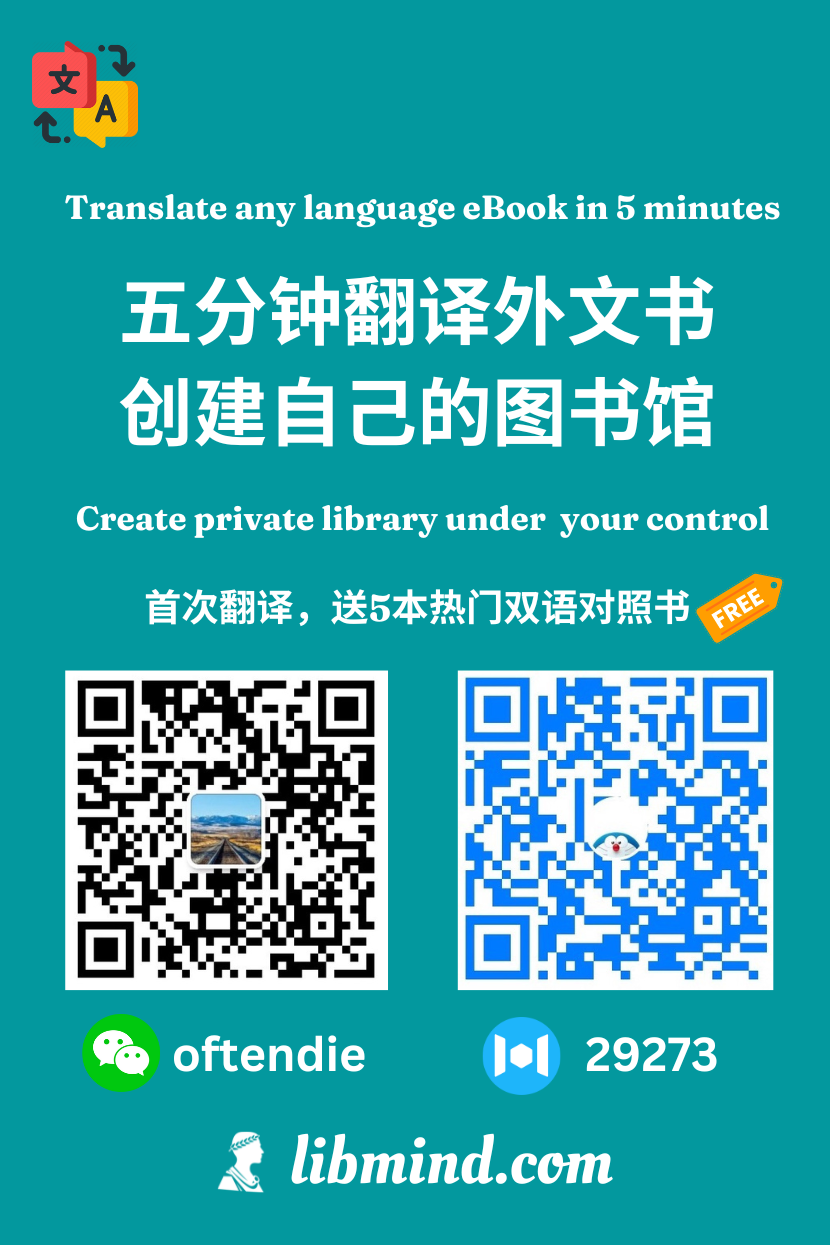 文
A
Translate any language eBook in 5 minutes
五分钟翻译外文书
创建自己的图书馆
Create private library under your control
首次翻译，送5本热门双语对照书
FREE
oftendie
29273
libmind.com